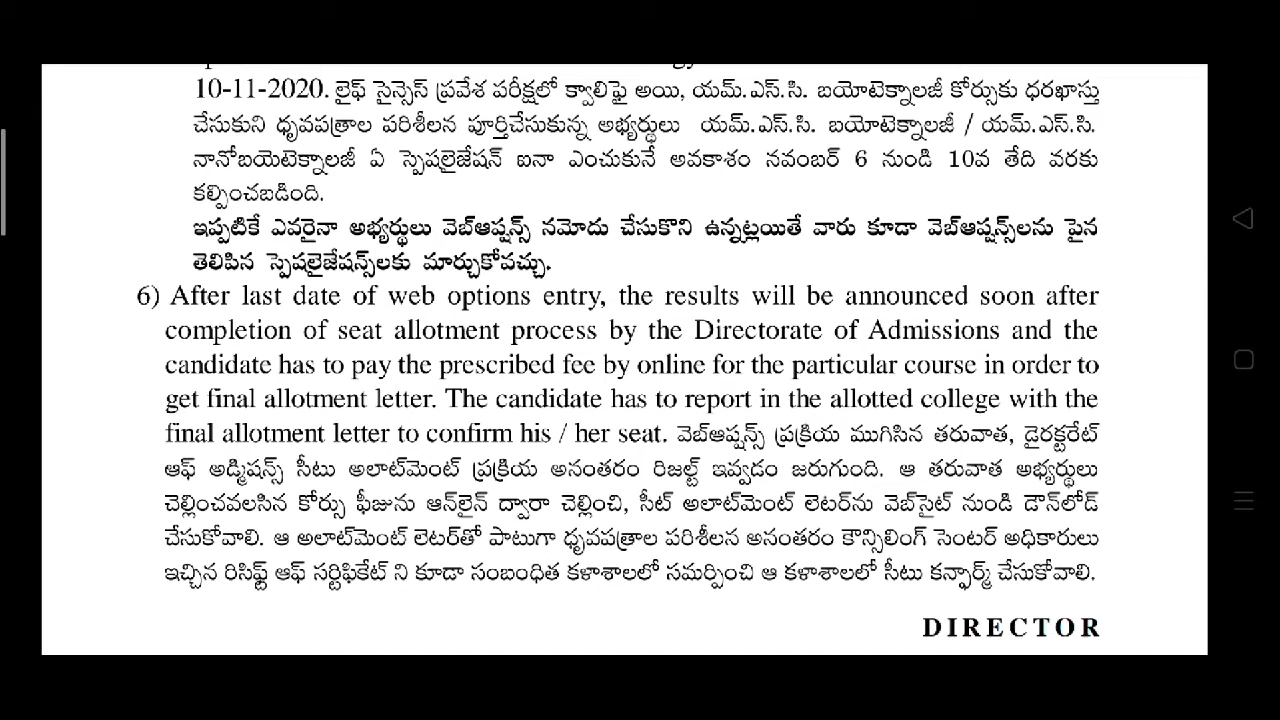 10-11-2020. లైఫ్ సైన్సెస్ ప్రవేశ పరీక్షలో క్వాలిఫై అయి, యమ్.ఎస్.సి. బయోటెక్నాలజీ కోర్సుకు ధరఖాస్తు
చేసుకుని ధృవపత్రాల పరిశీలన పూర్తిచేసుకున్న అభ్యర్థులు యమ్.ఎస్.సి. బయోటెక్నాలజీ / యమ్.ఎస్.సి.
నానోబయెటెక్నాలజీ ఏ స్పెషలైజేషన్ ఐనా ఎంచుకునే అవకాశం నవంబర్ 6 నుండి 10వ తేది వరకు
కల్పించబడింది.
ఇప్పటికే ఎవరైనా అభ్యర్థులు వెబ్ఆప్షన్స్ నమోదు చేసుకొని ఉన్నట్లయితే వారు కూడా వెబ్ఆప్షన్స్‌లను పైన
తెలిపిన స్పెషలైజేషన్స్‌లకు మార్చుకోవచ్చు.
6) After last date of web options entry, the results will be announced soon after
completion of seat allotment process by the Directorate of Admissions and the
candidate has to pay the prescribed fee by online for the particular course in order to
get final allotment letter. The candidate has to report in the allotted college with the
final allotment letter to confirm his / her seat. వెబ్ఆప్షన్స్ ప్రక్రియ ముగిసిన తరువాత, డైరక్టరేట్
ఆఫ్ అడ్మిషన్స్ సీటు అలాట్‌మెంట్ ప్రక్రియ అనంతరం రిజల్ట్ ఇవ్వడం జరుగుంది. ఆ తరువాత అభ్యర్థులు
చెల్లించవలసిన కోర్సు ఫీజును ఆన్‌లైన్ ద్వారా చెల్లించి, సీట్ అలాట్‌మెంట్ లెటర్‌ను వెబ్‌సైట్ నుండి డౌన్‌లోడ్
చేసుకోవాలి. ఆ అలాట్‌మెంట్ లెటర్‌తో పాటుగా ధృవపత్రాల పరిశీలన అనంతరం కౌన్సిలింగ్ సెంటర్ అధికారులు
ఇచ్చిన రిసిప్ట్ ఆఫ్ సర్టిఫికేట్ ని కూడా సంబంధిత కళాశాలలో సమర్పించి ఆ కళాశాలలో సీటు కన్ఫార్మ్ చేసుకోవాలి.
DIRECTOR